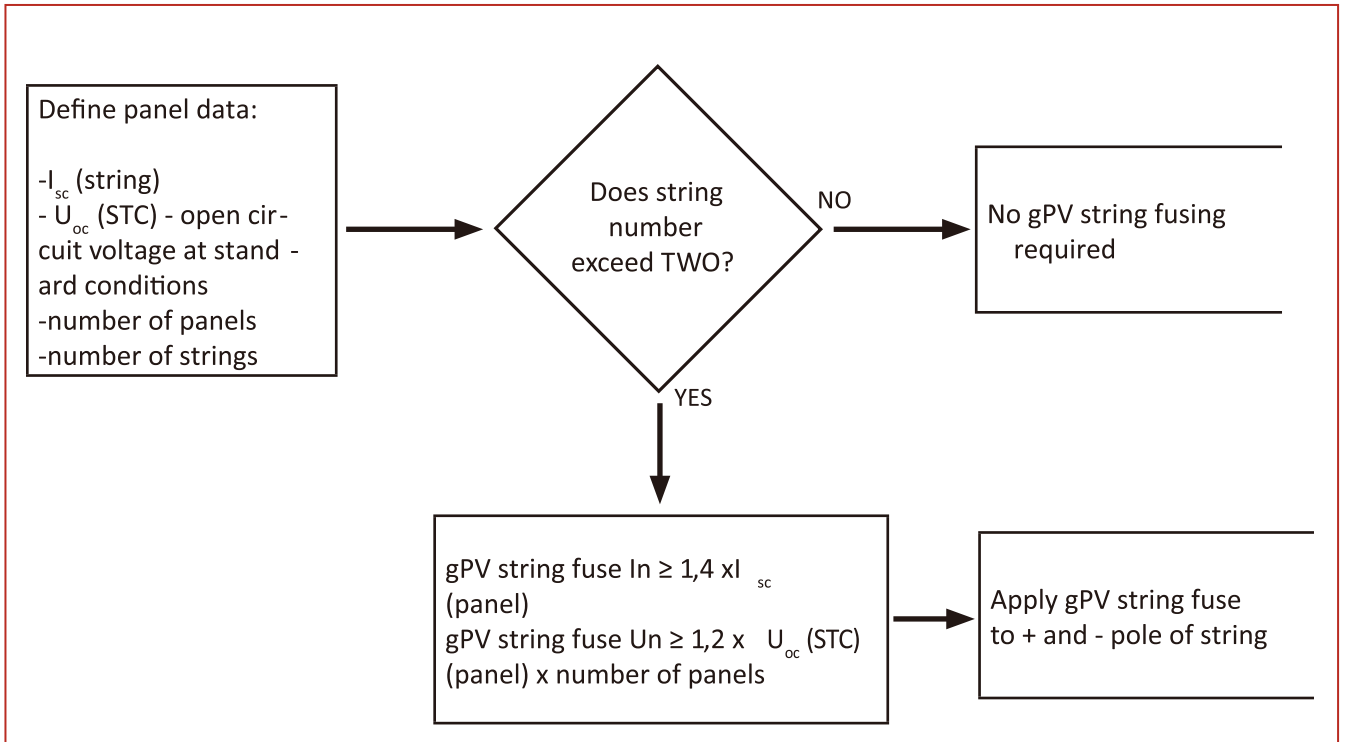 Define panel data:
-Isc (string)
- Uoc (STC) - open cir-
cuit voltage at stand -
ard conditions
-number of panels
-number of strings
Does string
number
exceed TWO?
NO
No gPV string fusing
required
YES
gPV string fuse In ≥ 1,4 xI sc
(panel)
gPV string fuse Un ≥ 1,2 x Uoc (STC)
(panel) x number of panels
Apply gPV string fuse
to + and - pole of string